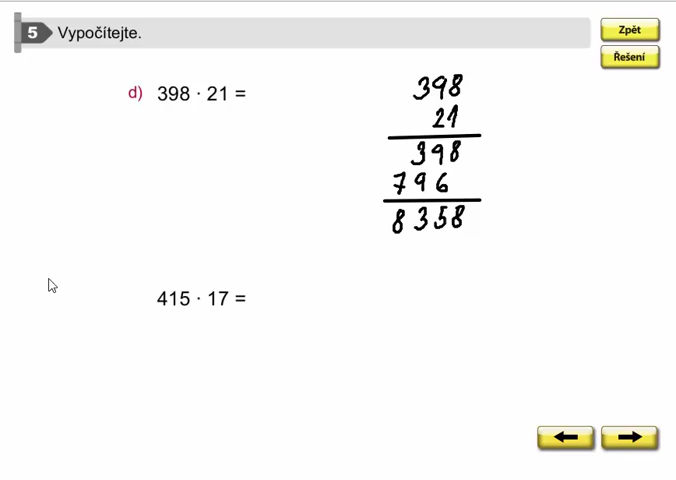 5 Vypočítejte.
Zpět
Řešení
d) 398 · 21 =
398
21
398
796
8358
415 · 17 =